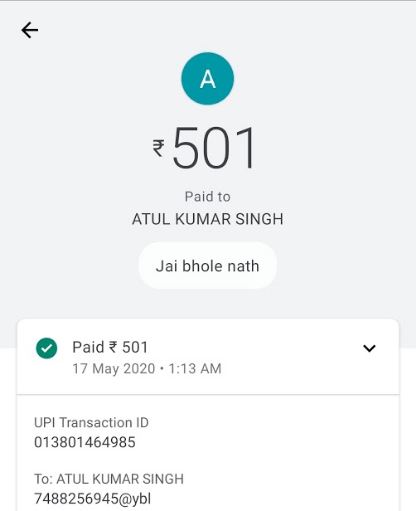 A
₹501
Paid to
ATUL KUMAR SINGH
Jai bhole nath
Paid ₹ 501
17 May 2020 • 1:13 AM
UPI Transaction ID
013801464985
To: ATUL KUMAR SINGH
7488256945@ybl